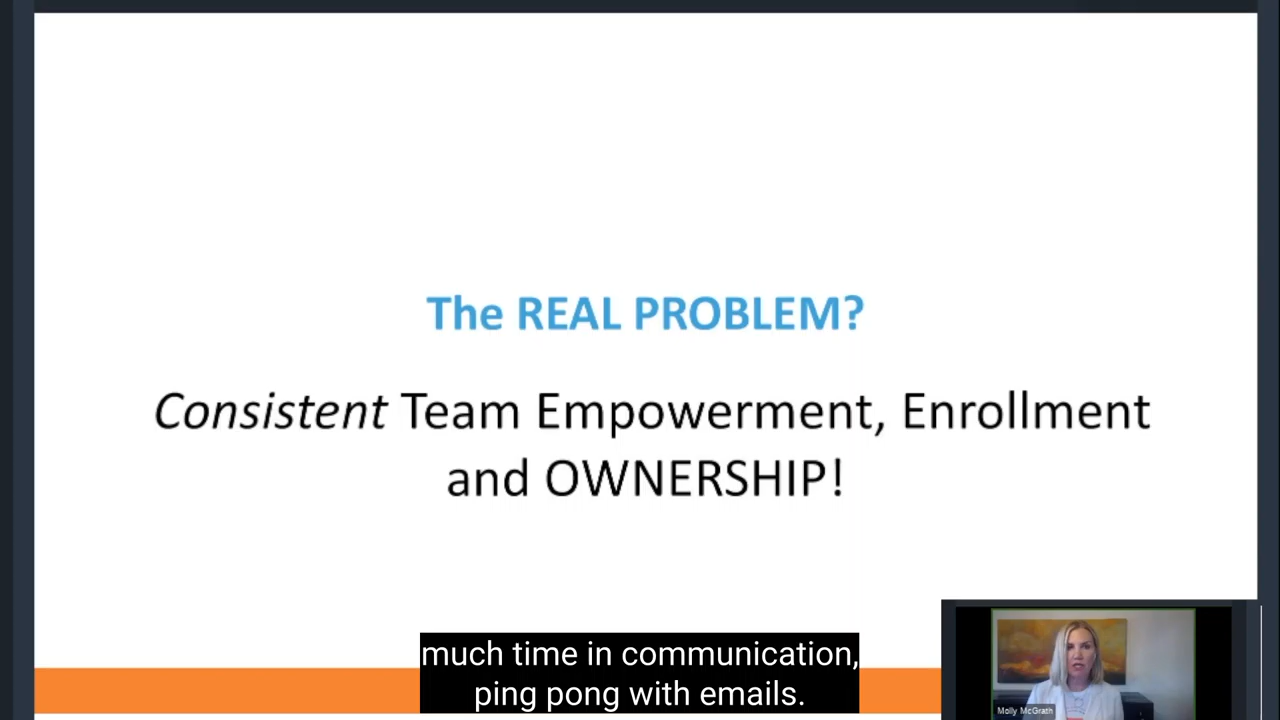 The REAL PROBLEM?
Consistent Team Empowerment, Enrollment
and OWNERSHIP!
much time in communication,
ping pong with emails.
Molly McGrath